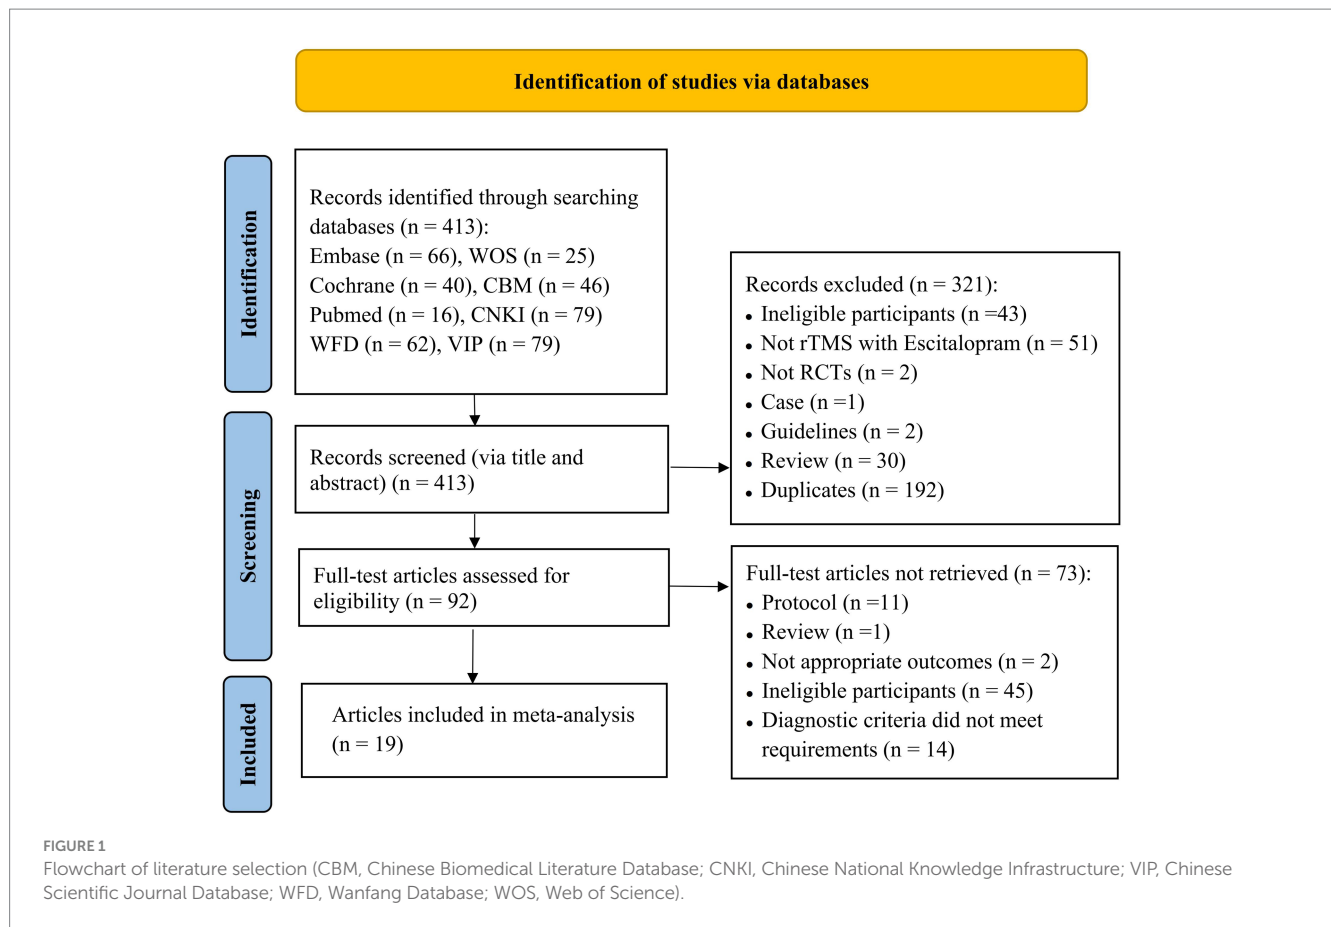 Identification of studies via databases
Identification
Records identified through searching
databases (n = 413):
Embase (n = 66), WOS (n = 25)
Cochrane (n = 40), CBM (n = 46)
Pubmed (n = 16), CNKI (n = 79)
WFD (n = 62), VIP (n = 79)
Records excluded (n = 321):
• Ineligible participants (n =43)
• Not rTMS with Escitalopram (n = 51)
• Not RCTs (n = 2)
• Case (n =1)
• Guidelines (n = 2)
• Review (n = 30)
• Duplicates (n = 192)
Screening
Records screened (via title and
abstract) (n = 413)
Full-test articles assessed for
eligibility (n = 92)
Full-test articles not retrieved (n = 73):
• Protocol (n =11)
• Review (n =1)
• Not appropriate outcomes (n = 2)
• Ineligible participants (n = 45)
• Diagnostic criteria did not meet
requirements (n = 14)
Included
Articles included in meta-analysis
(n = 19)
FIGURE 1
Flowchart of literature selection (CBM, Chinese Biomedical Literature Database; CNKI, Chinese National Knowledge Infrastructure; VIP, Chinese
Scientific Journal Database; WFD, Wanfang Database; WOS, Web of Science).